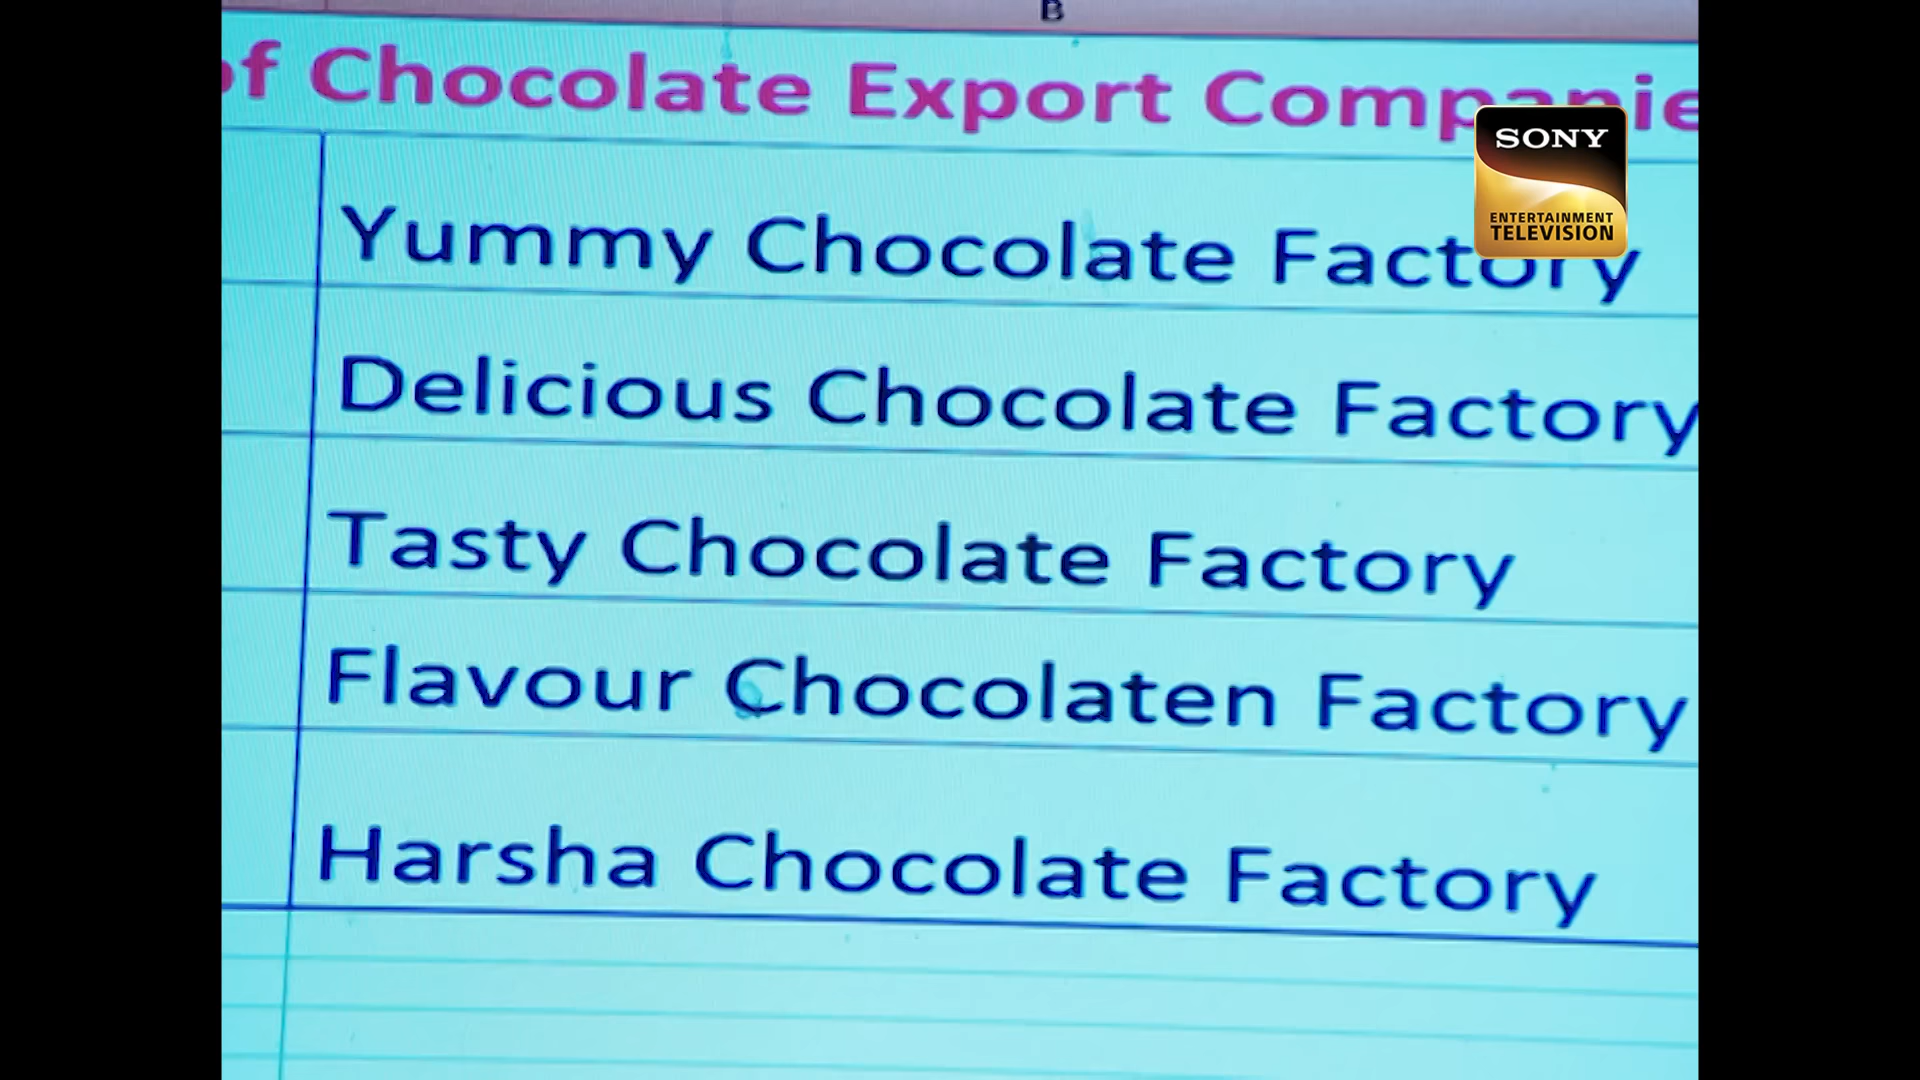 B
of Chocolate Export Companie
SONY
ENTERTAINMENT
TELEVISION
Yummy Chocolate Factory
Delicious Chocolate Factory
Tasty Chocolate Factory
Flavour Chocolaten Factory
Harsha Chocolate Factory